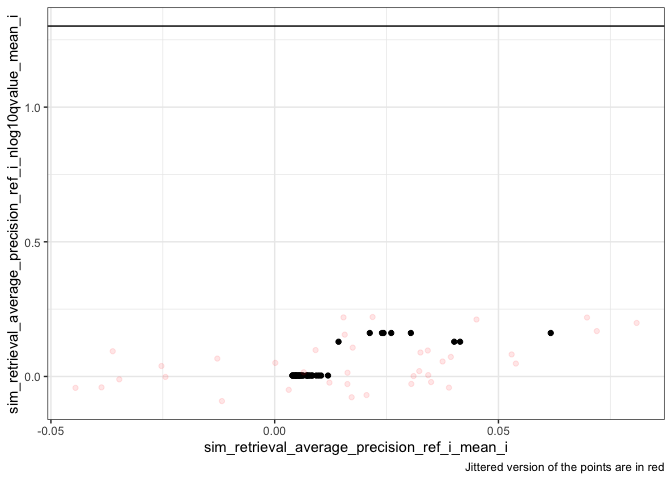 sim_retrieval_average_precision_ref_i_nlog10qvalue_mean_i
1.0
0.5
0.0
-0.05
0.00
0.05
sim_retrieval_average_precision_ref_i_mean_i
Jittered version of the points are in red